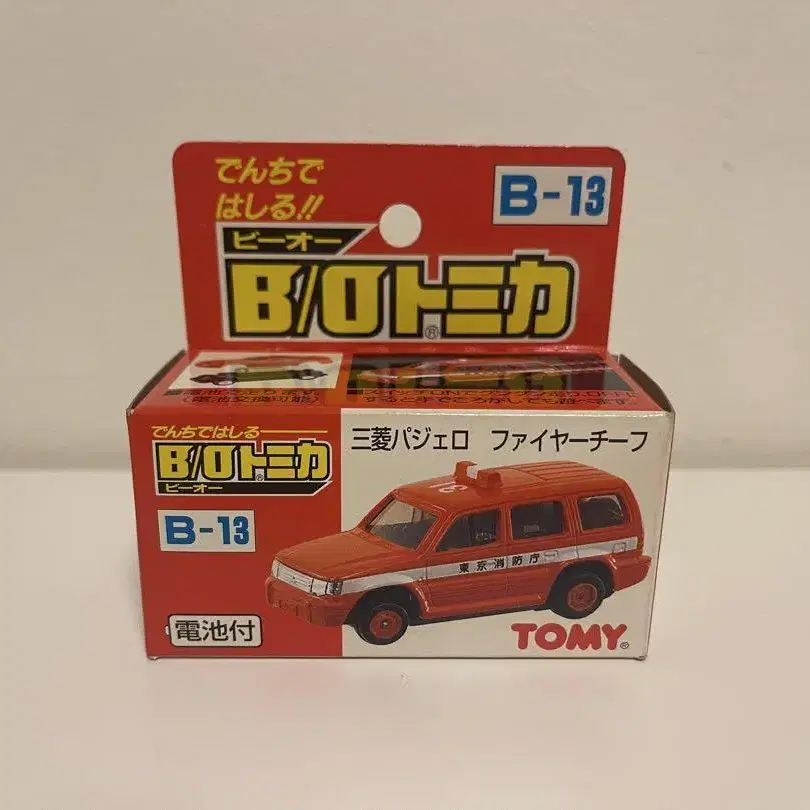 でんちで
はしる!!
B-13
ビーオー
B/Oトミカ®
でんちではしる
B/Oトミカ®
ビーオー
三菱パジェロ ファイヤーチーフ
B-13
31
東京消防庁
電池付
TOMY®